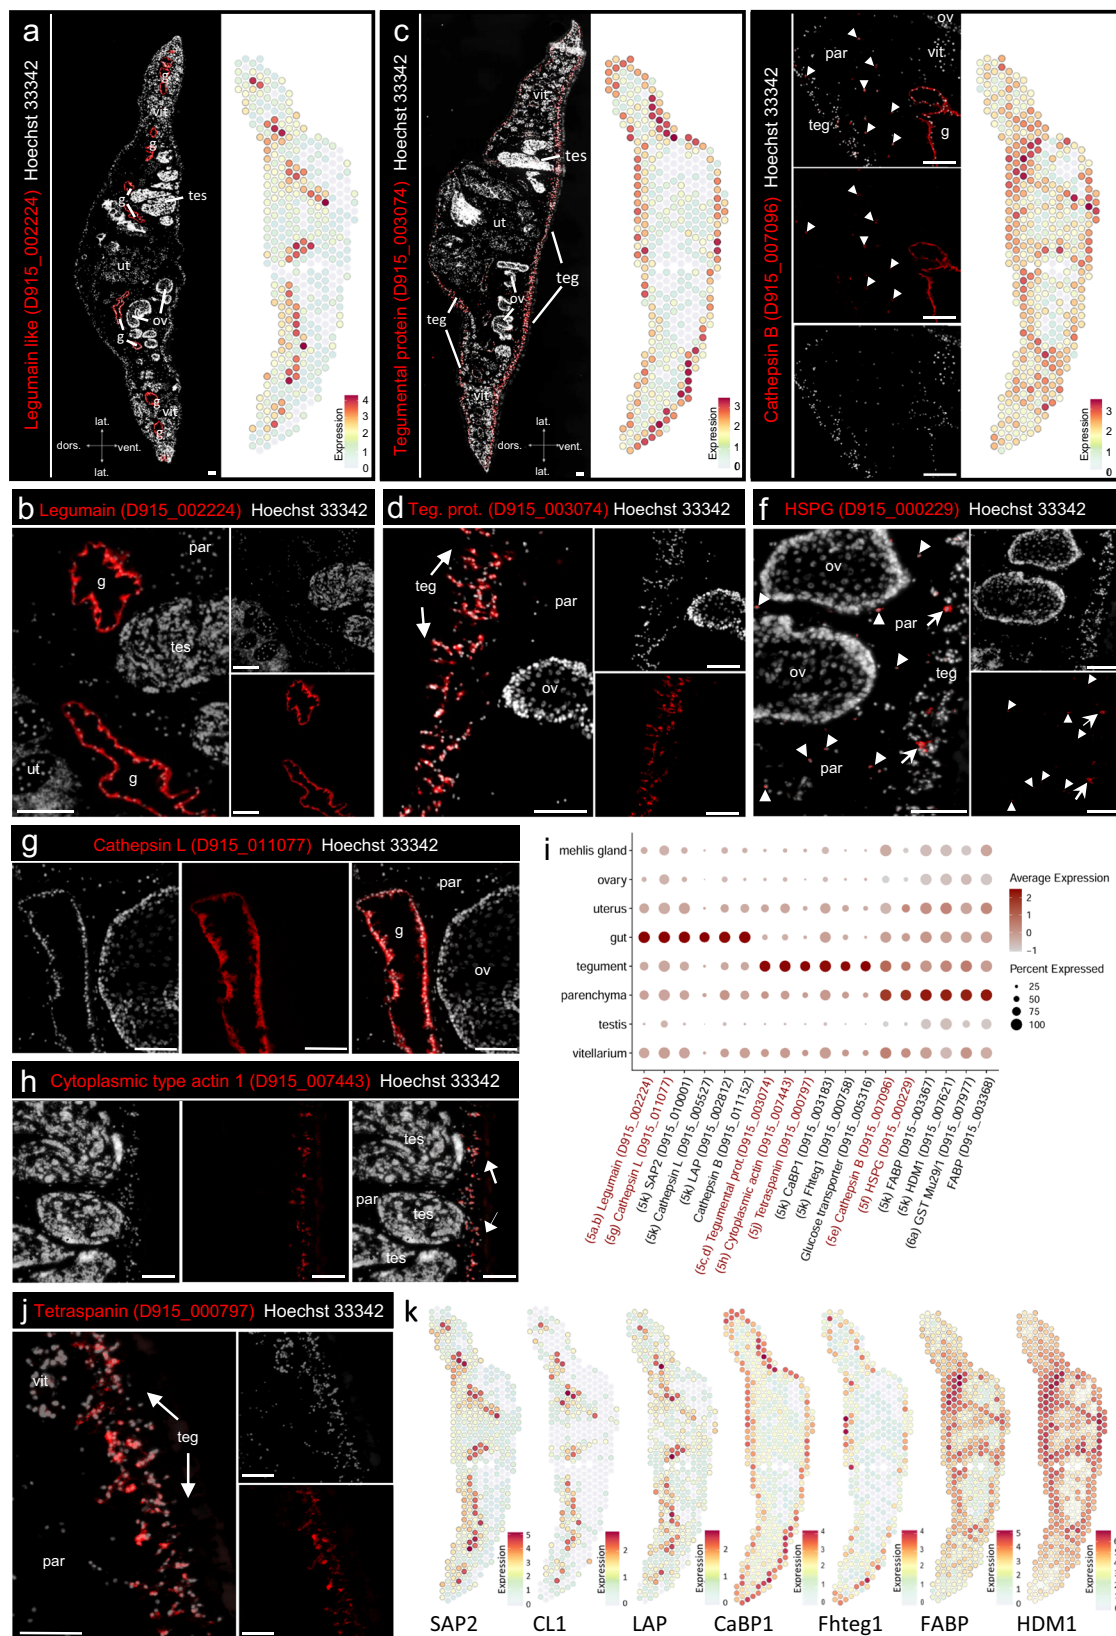 a
Legumain like (D915_002224) Hoechst 33342
g
vit
g
g
tes
ut
g
ov
g
g
vit
g
lat.
dors. vent.
lat.
Expression
4
3
2
1
0
c
Tegumental protein (D915_003074) Hoechst 33342
vit
tes
ut
teg
ov
teg
vit
lat.
dors. vent.
lat.
Expression
3
2
1
0
Cathepsin B (D915_007096) Hoechst 33342
ov
par
vit
teg
g
Expression
3
2
1
0
b Legumain (D915_002224) Hoechst 33342
par
g
tes
ut
g
d Teg. prot. (D915_003074) Hoechst 33342
teg
par
ov
f HSPG (D915_000229) Hoechst 33342
ov
par
teg
ov
par
g Cathepsin L (D915_011077) Hoechst 33342
par
g
ov
h Cytoplasmic type actin 1 (D915_007443) Hoechst 33342
tes
par
tes
tes
i
mehlis gland
ovary
uterus
gut
tegument
parenchyma
testis
vitellarium
Average Expression
2
1
0
-1
Percent Expressed
25
50
75
100
(5a.b) Legumain (D915_002224)
(5g) Cathepsin L (D915_011077)
(5k) SAP2 (D915_010001)
(5k) Cathepsin L (D915_005527)
(5k) LAP (D915_002812)
Cathepsin B (D915_011152)
(5c,d) Tegumental prot.(D915_003074)
(5h) Cytoplasmic actin (D915_007443)
(5j) Tetraspanin (D915_000797)
(5k) CaBP1 (D915_003183)
(5k) Fhteg1 (D915_000758)
Glucose transporter (D915_005316)
(5e) Cathepsin B (D915_007096)
(5f) HSPG (D915_000229)
(5k) FABP (D915-_003367)
(5k) HDM1 (D915_007621)
(6a) GST Mu29/1 (D915_007977)
FABP (D915_003368)
j Tetraspanin (D915_000797) Hoechst 33342
vit
teg
par
k
Expression
5
4
3
2
1
0
SAP2
Expression
2
1
0
CL1
Expression
2
1
0
LAP
Expression
4
3
2
1
0
CaBP1
Expression
4
3
2
1
0
Fhteg1
Expression
5
4
3
2
1
0
FABP
HDM1